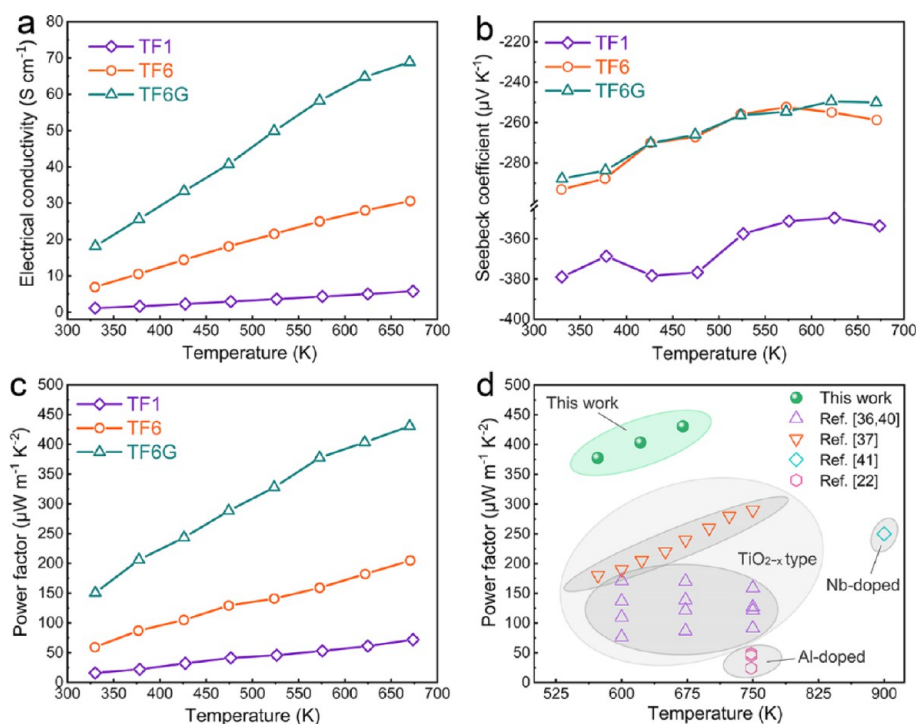 a
Electrical conductivity (S cm⁻¹)
80
70
60
50
40
30
20
10
0
TF1
TF6
TF6G
300 350 400 450 500 550 600 650 700
Temperature (K)
b
Seebeck coefficient (μV K⁻¹)
-220
-240
-260
-280
-360
-380
-400
TF1
TF6
TF6G
300 350 400 450 500 550 600 650 700
Temperature (K)
c
Power factor (μW m⁻¹ K⁻²)
500
450
400
350
300
250
200
150
100
50
0
TF1
TF6
TF6G
300 350 400 450 500 550 600 650 700
Temperature (K)
d
Power factor (μW m⁻¹ K⁻²)
500
450
400
350
300
250
200
150
100
50
0
This work
This work
Ref. [36,40]
Ref. [37]
Ref. [41]
Ref. [22]
TiO₂₋ₓ type
Nb-doped
Al-doped
525 600 675 750 825 900
Temperature (K)